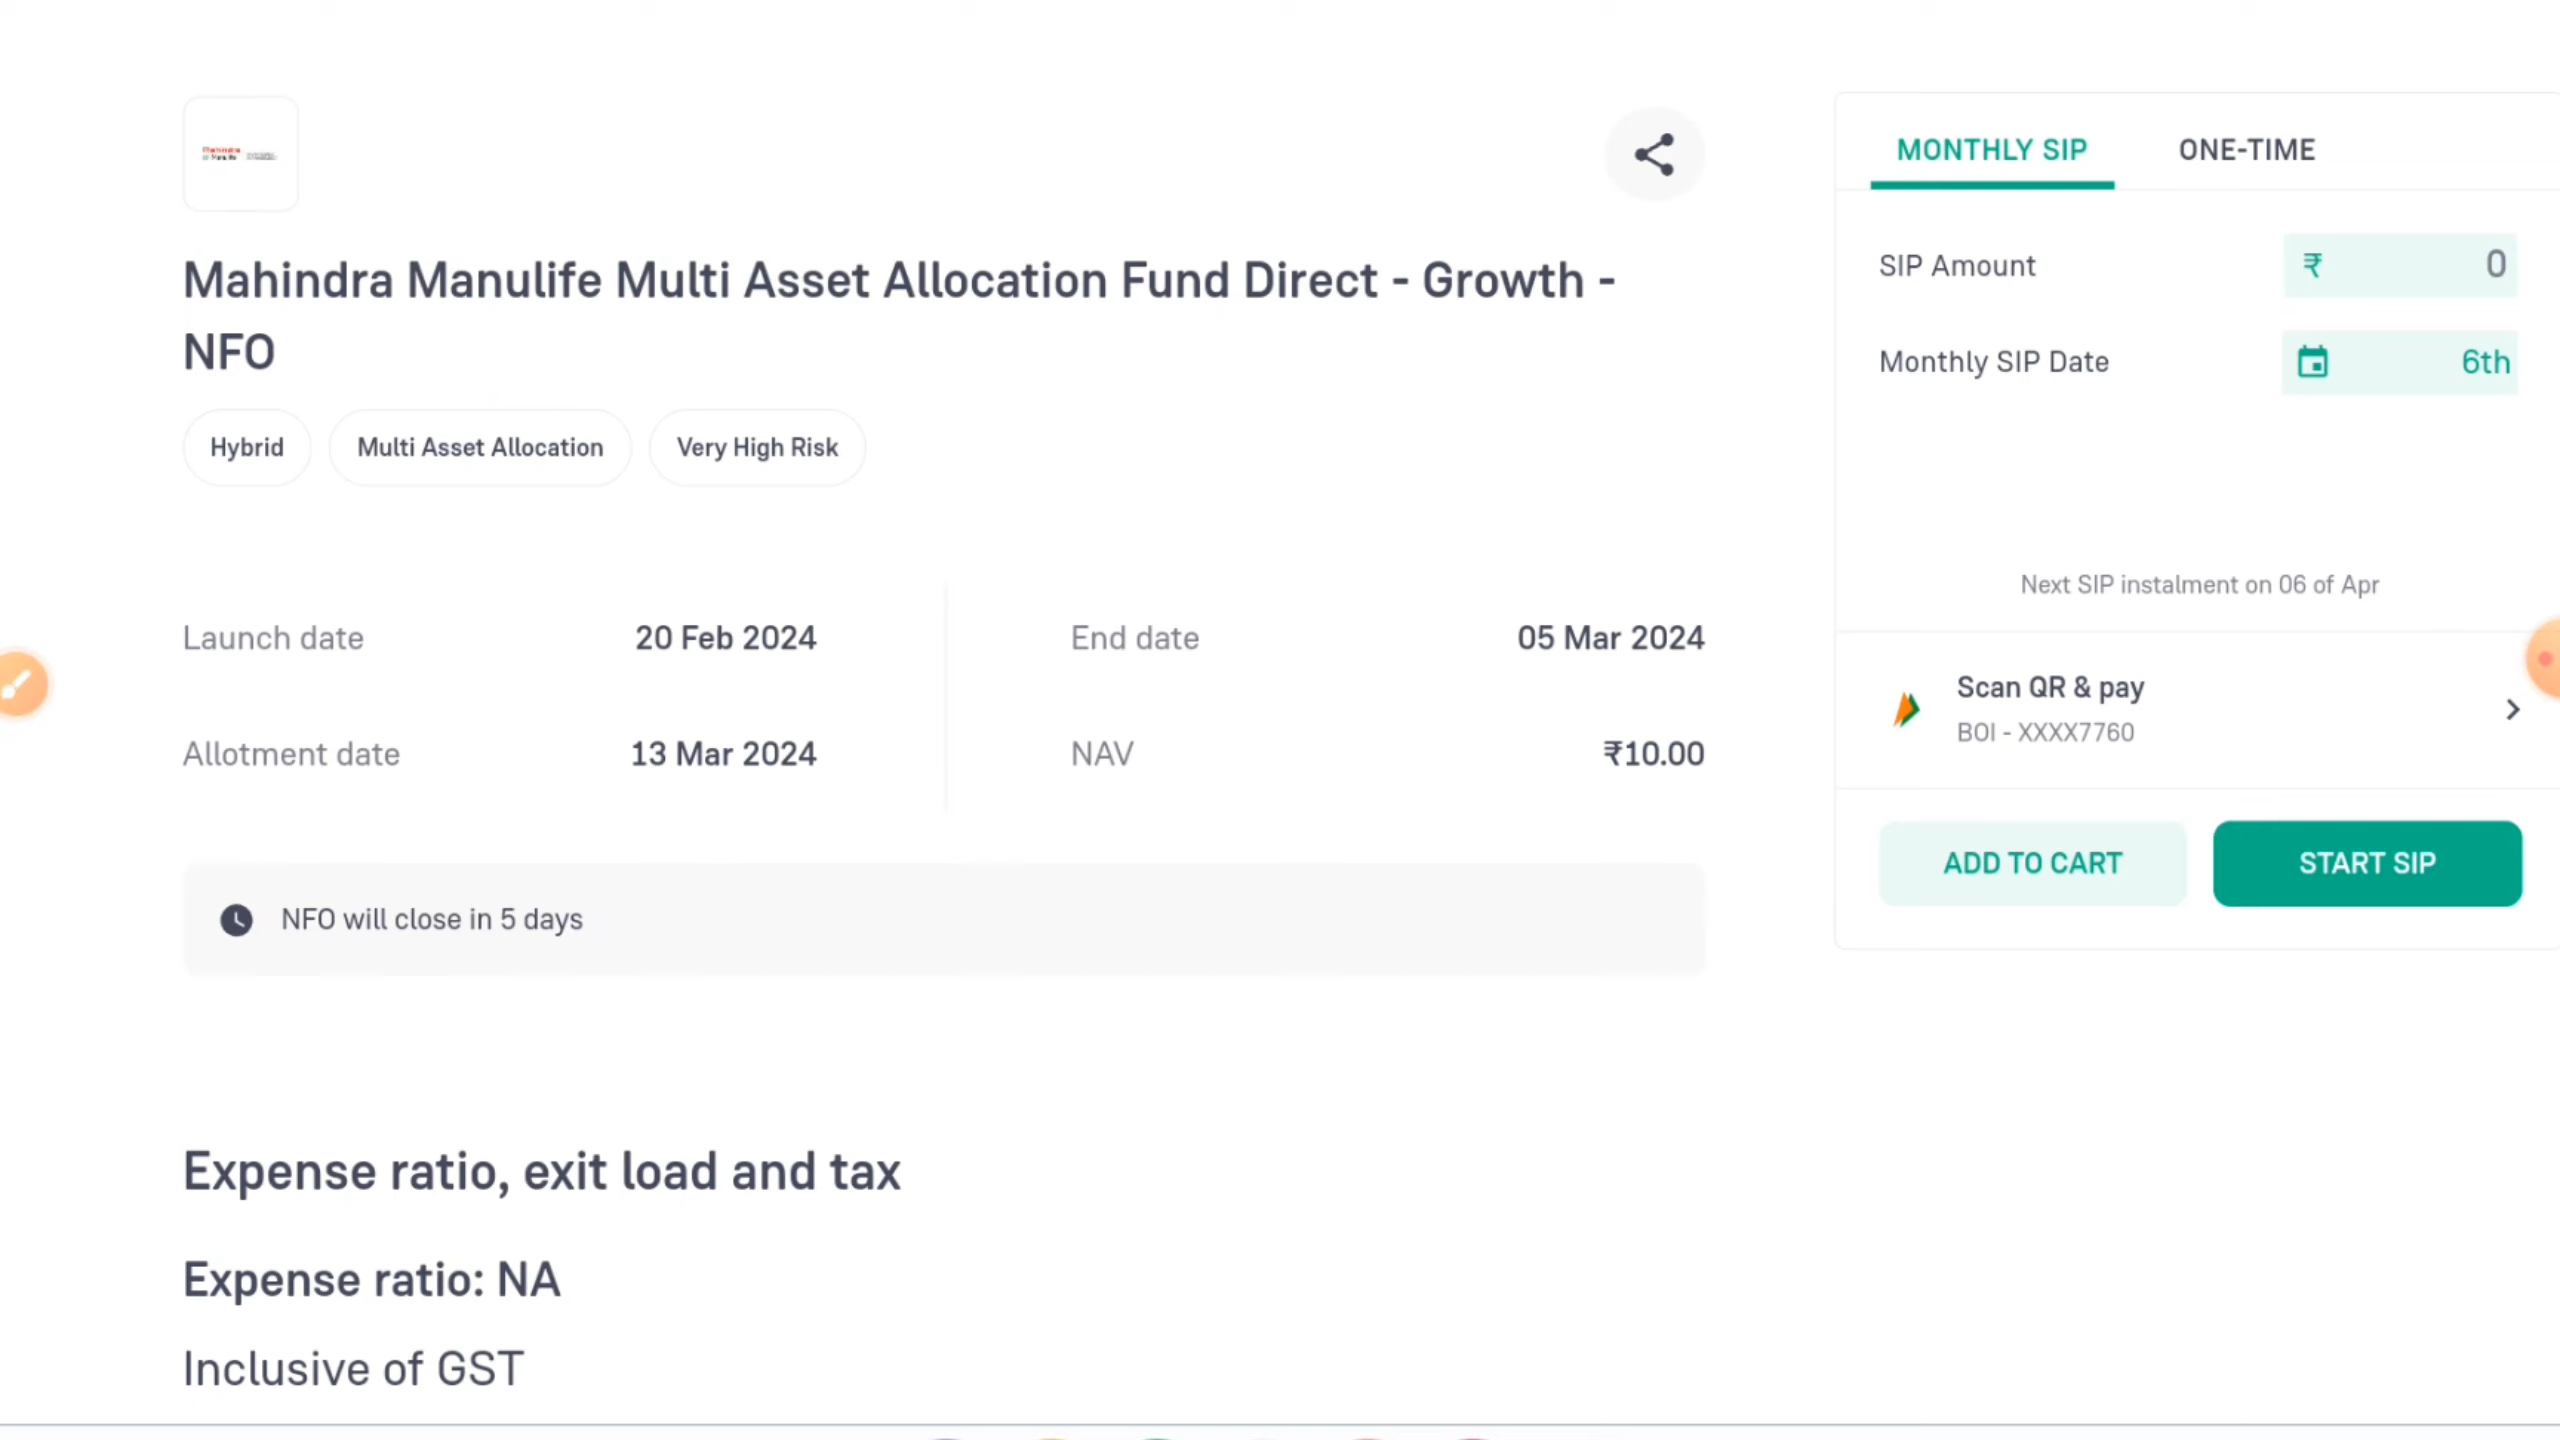 Mahindra Manulife Multi Asset Allocation Fund Direct - Growth -
NFO
Hybrid
Multi Asset Allocation
Very High Risk
Launch date
20 Feb 2024
End date
05 Mar 2024
Allotment date
13 Mar 2024
NAV
₹10.00
NFO will close in 5 days
Expense ratio, exit load and tax
Expense ratio: NA
Inclusive of GST
MONTHLY SIP
ONE-TIME
SIP Amount
₹ 0
Monthly SIP Date
6th
Next SIP instalment on 06 of Apr
Scan QR & pay
BOI - XXXX7760
ADD TO CART
START SIP